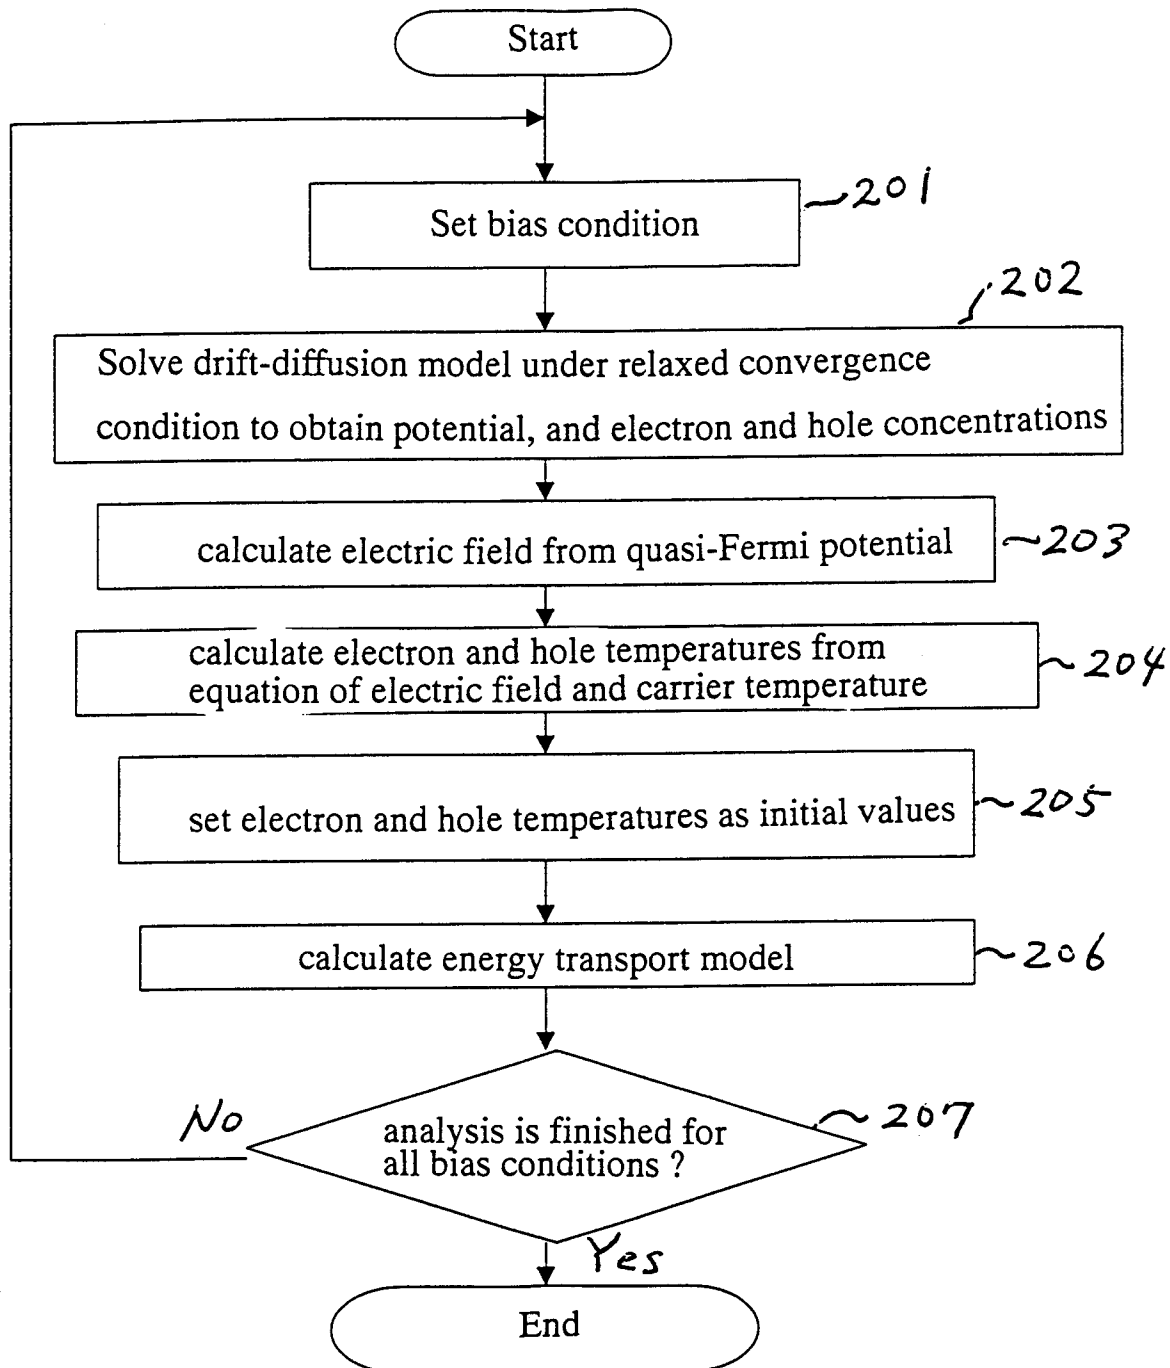 Start
Set bias condition
201
202
Solve drift-diffusion model under relaxed convergence
condition to obtain potential, and electron and hole concentrations
calculate electric field from quasi-Fermi potential
203
calculate electron and hole temperatures from
equation of electric field and carrier temperature
204
set electron and hole temperatures as initial values
205
calculate energy transport model
206
No
analysis is finished for
all bias conditions ?
207
Yes
End